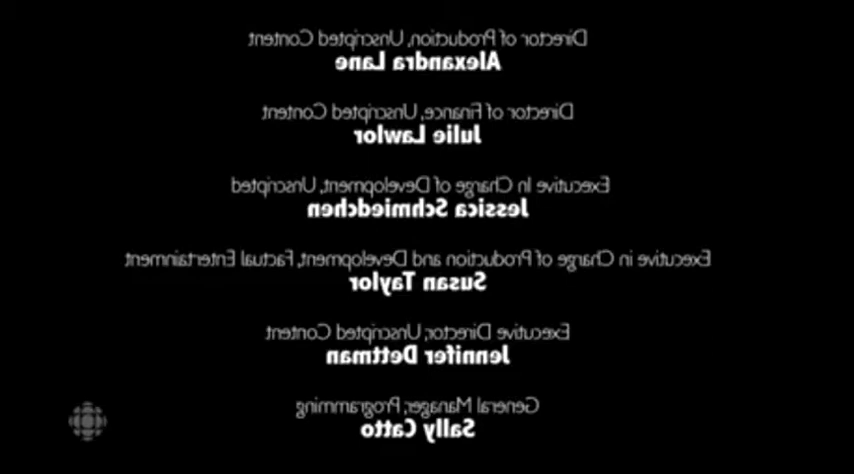 Director of Production, Unscripted Content
Alexandra Lane
Director of Finance, Unscripted Content
Julie Lawlor
Executive In Charge of Development, Unscripted
Jessica Schmiedchen
Executive in Charge of Production and Development, Factual Entertainment
Susan Taylor
Executive Director, Unscripted Content
Jennifer Dettman
General Manager, Programming
Sally Catto